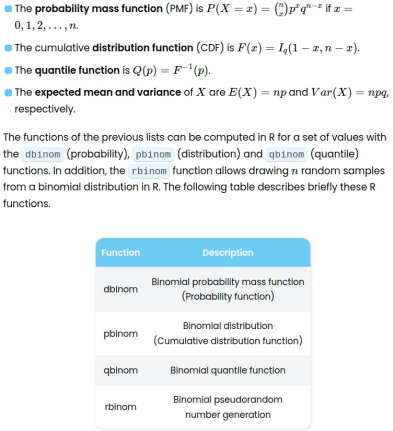 The probability mass function (PMF) is P(X = x) = (n x) p^x q^{n−x} if x =
0, 1, 2, . . . , n.
The cumulative distribution function (CDF) is F(x) = I_q(1 − x, n − x).
The quantile function is Q(p) = F^{−1}(p).
The expected mean and variance of X are E(X) = np and Var(X) = npq,
respectively.
The functions of the previous lists can be computed in R for a set of values with
the dbinom (probability), pbinom (distribution) and qbinom (quantile)
functions. In addition, the rbinom function allows drawing n random samples
from a binomial distribution in R. The following table describes briefly these R
functions.
Function Description
dbinom Binomial probability mass function
(Probability function)
pbinom Binomial distribution
(Cumulative distribution function)
qbinom Binomial quantile function
rbinom Binomial pseudorandom
number generation